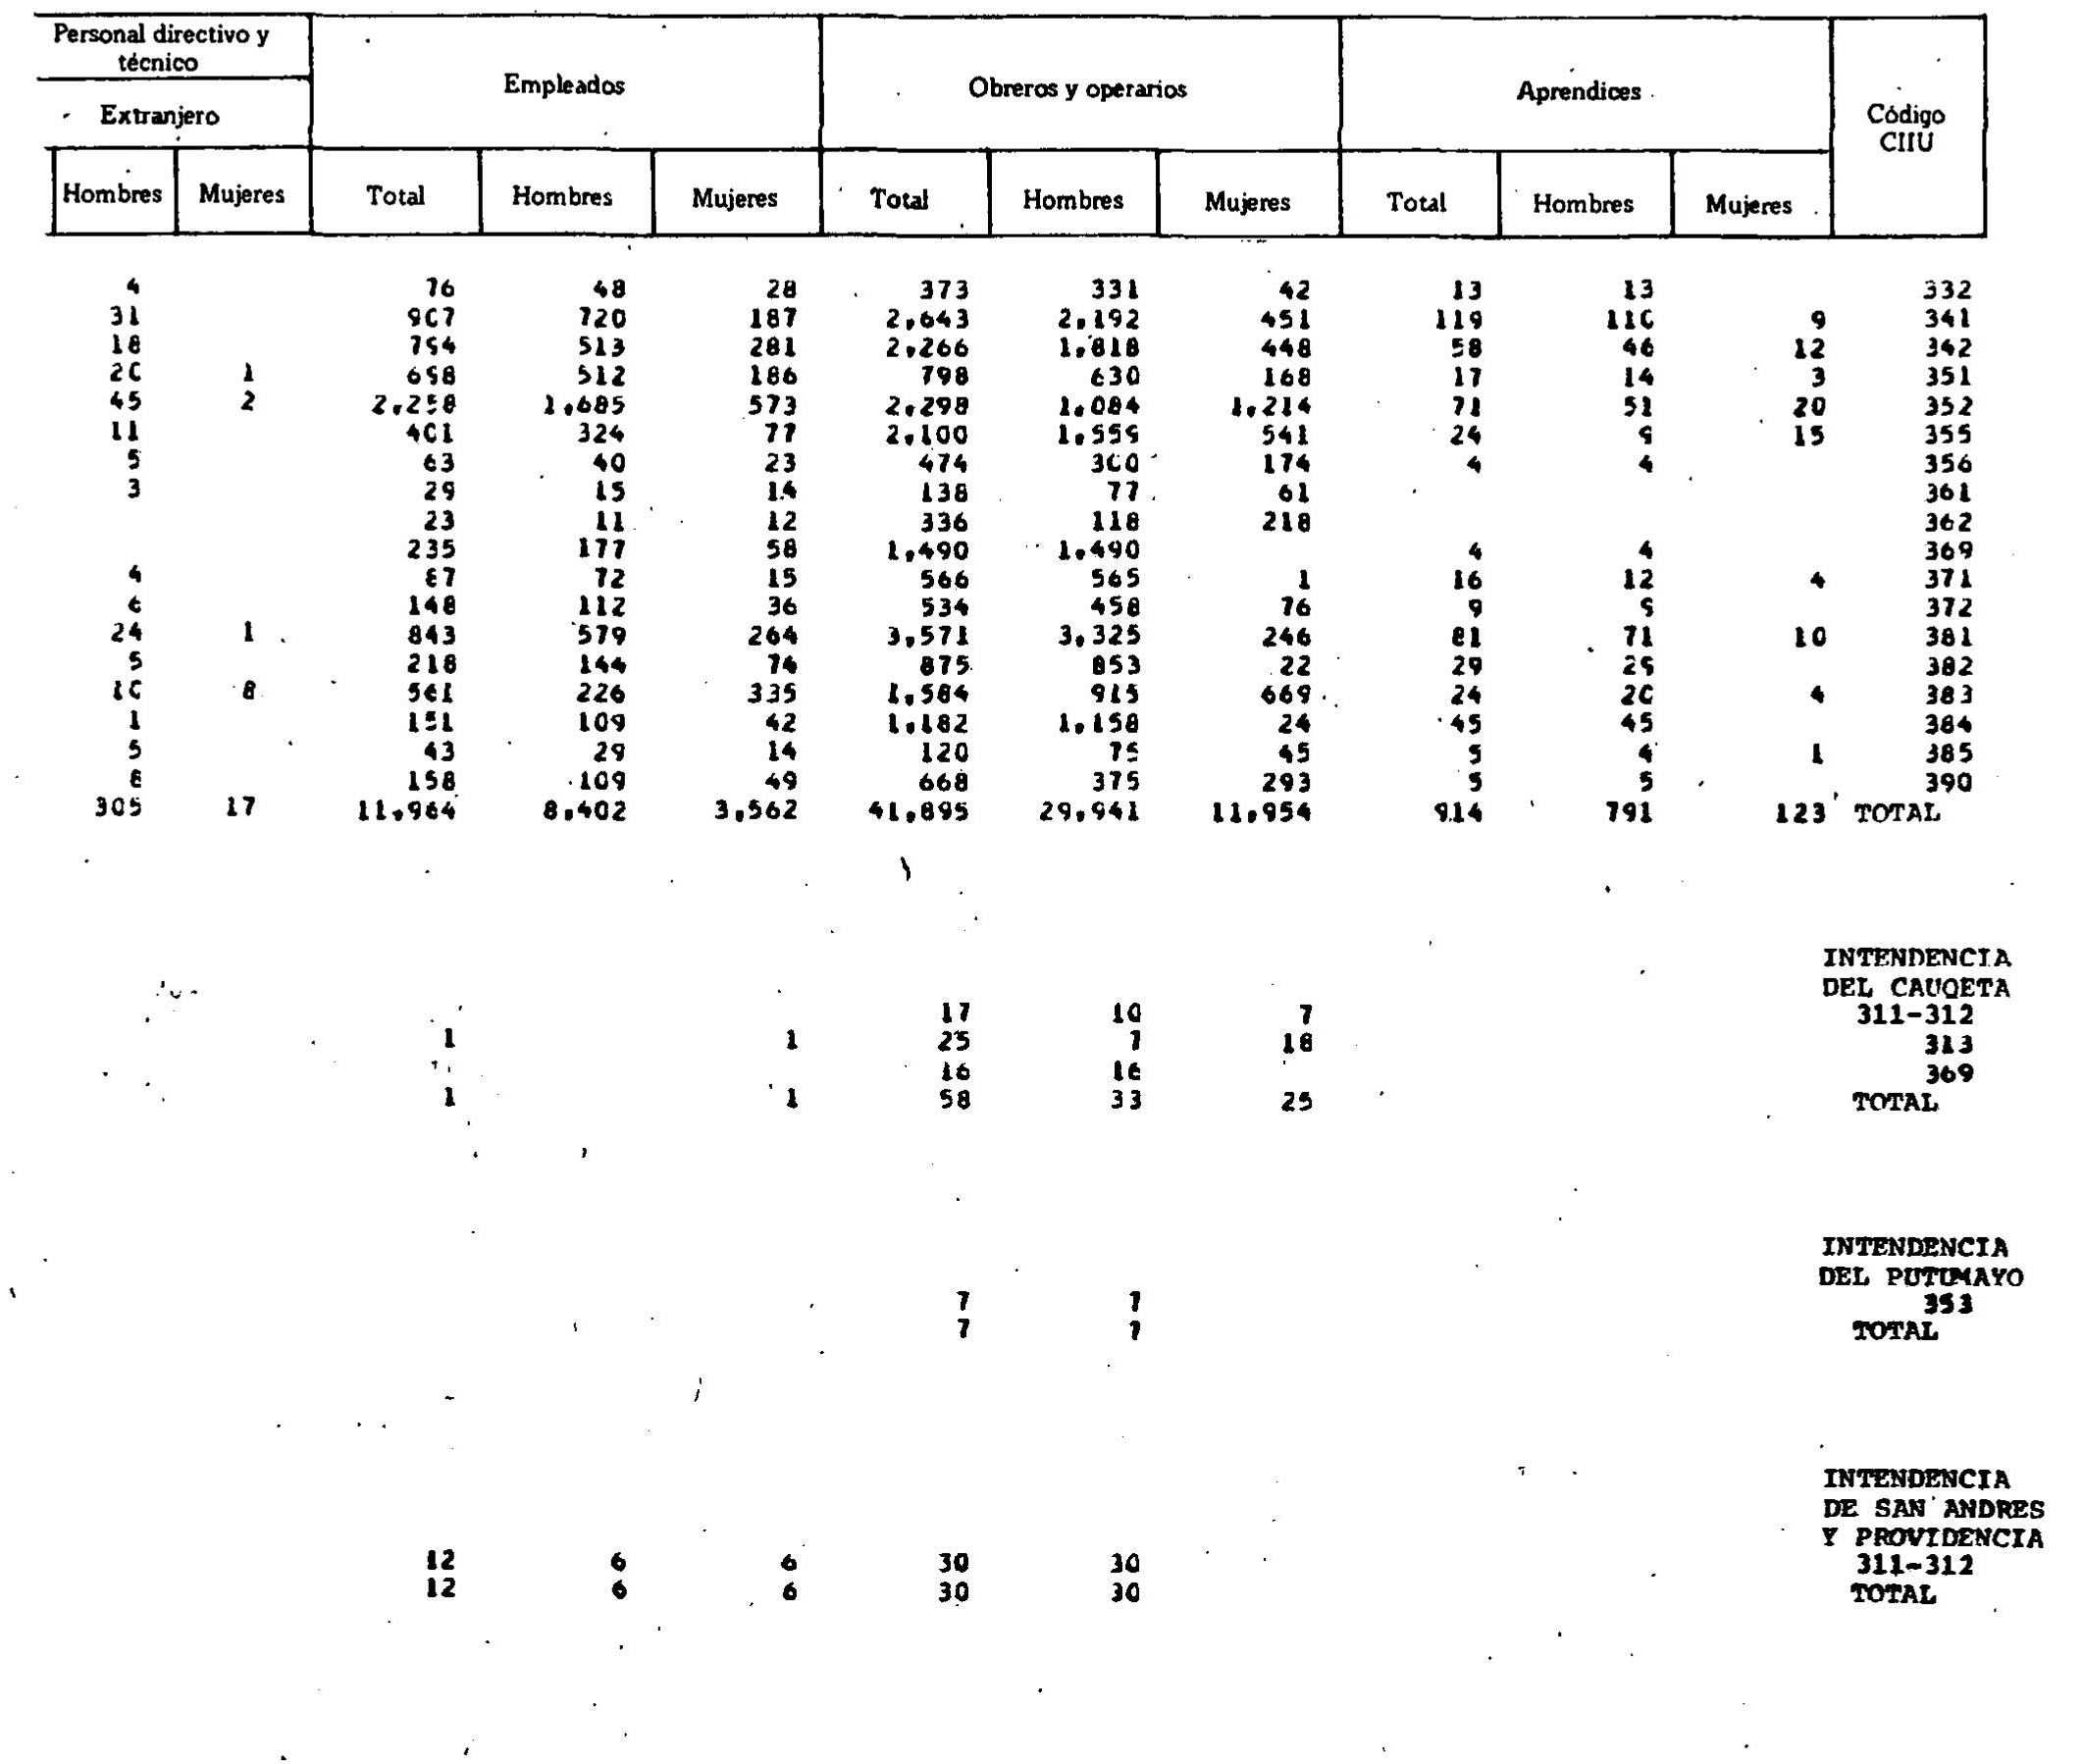 Personal directivo y técnico Empleados Obreros y operarios Aprendices Código CIIU
Extranjero
Hombres Mujeres Total Hombres Mujeres Total Hombres Mujeres Total Hombres Mujeres
4 76 48 28 373 331 42 13 13 332
31 907 720 187 2,643 2,192 451 119 110 9 341
18 794 513 281 2,266 1,818 448 58 46 12 342
20 1 698 512 186 798 630 168 17 14 3 351
45 2 2,258 1,685 573 2,298 1,084 1,214 71 51 20 352
11 401 324 77 2,100 1,559 541 24 9 15 355
5 63 40 23 474 300 174 4 4 356
3 29 15 14 138 77 61 361
23 11 12 336 118 218 362
235 177 58 1,490 1,490 4 4 369
4 87 72 15 566 565 1 16 12 4 371
6 148 112 36 534 458 76 9 9 372
24 1 843 579 264 3,571 3,325 246 81 71 10 381
5 218 144 74 875 853 22 29 29 382
10 8 561 226 335 1,584 915 669 24 20 4 383
1 151 109 42 1,182 1,158 24 45 45 384
5 43 29 14 120 75 45 5 4 1 385
8 158 109 49 668 375 293 5 5 390
305 17 11,964 8,402 3,562 41,895 29,941 11,954 914 791 123 TOTAL
INTENDENCIA
DEL CAUQETA
17 10 7 311-312
1 1 25 7 18 313
16 16 369
1 1 58 33 25 TOTAL
INTENDENCIA
DEL PUTUMAYO
7 7 353
7 7 TOTAL
INTENDENCIA
DE SAN ANDRES
Y PROVIDENCIA
12 6 6 30 30 311-312
12 6 6 30 30 TOTAL